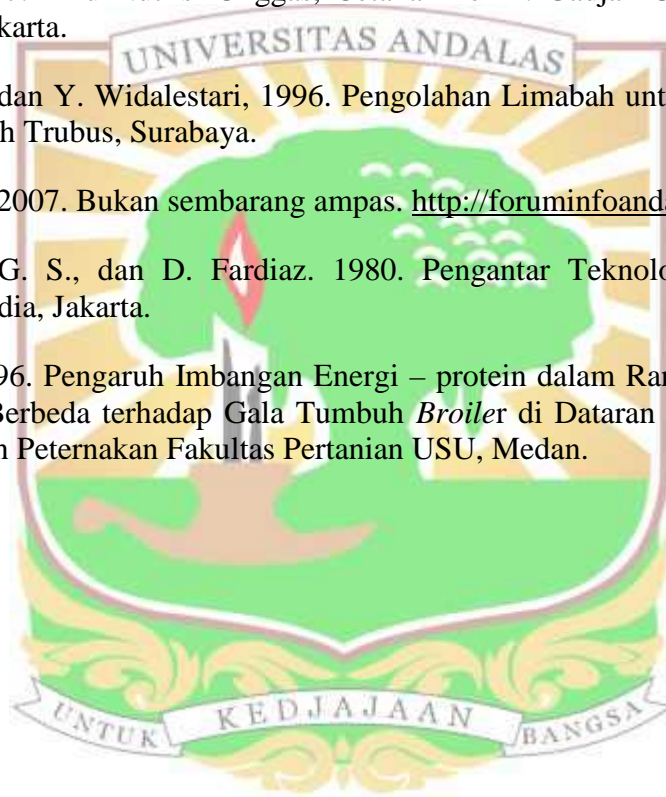 karta.
UNIVERSITAS ANDALAS
dan Y. Widalestari, 1996. Pengolahan Limabah unt
h Trubus, Surabaya.
2007. Bukan sembarang ampas. http://foruminfoand
G. S., dan D. Fardiaz. 1980. Pengantar Teknolo
dia, Jakarta.
96. Pengaruh Imbangan Energi – protein dalam Ran
Berbeda terhadap Gala Tumbuh Broiler di Dataran
n Peternakan Fakultas Pertanian USU, Medan.
UNTUK KEDJAJAAN BANGSA